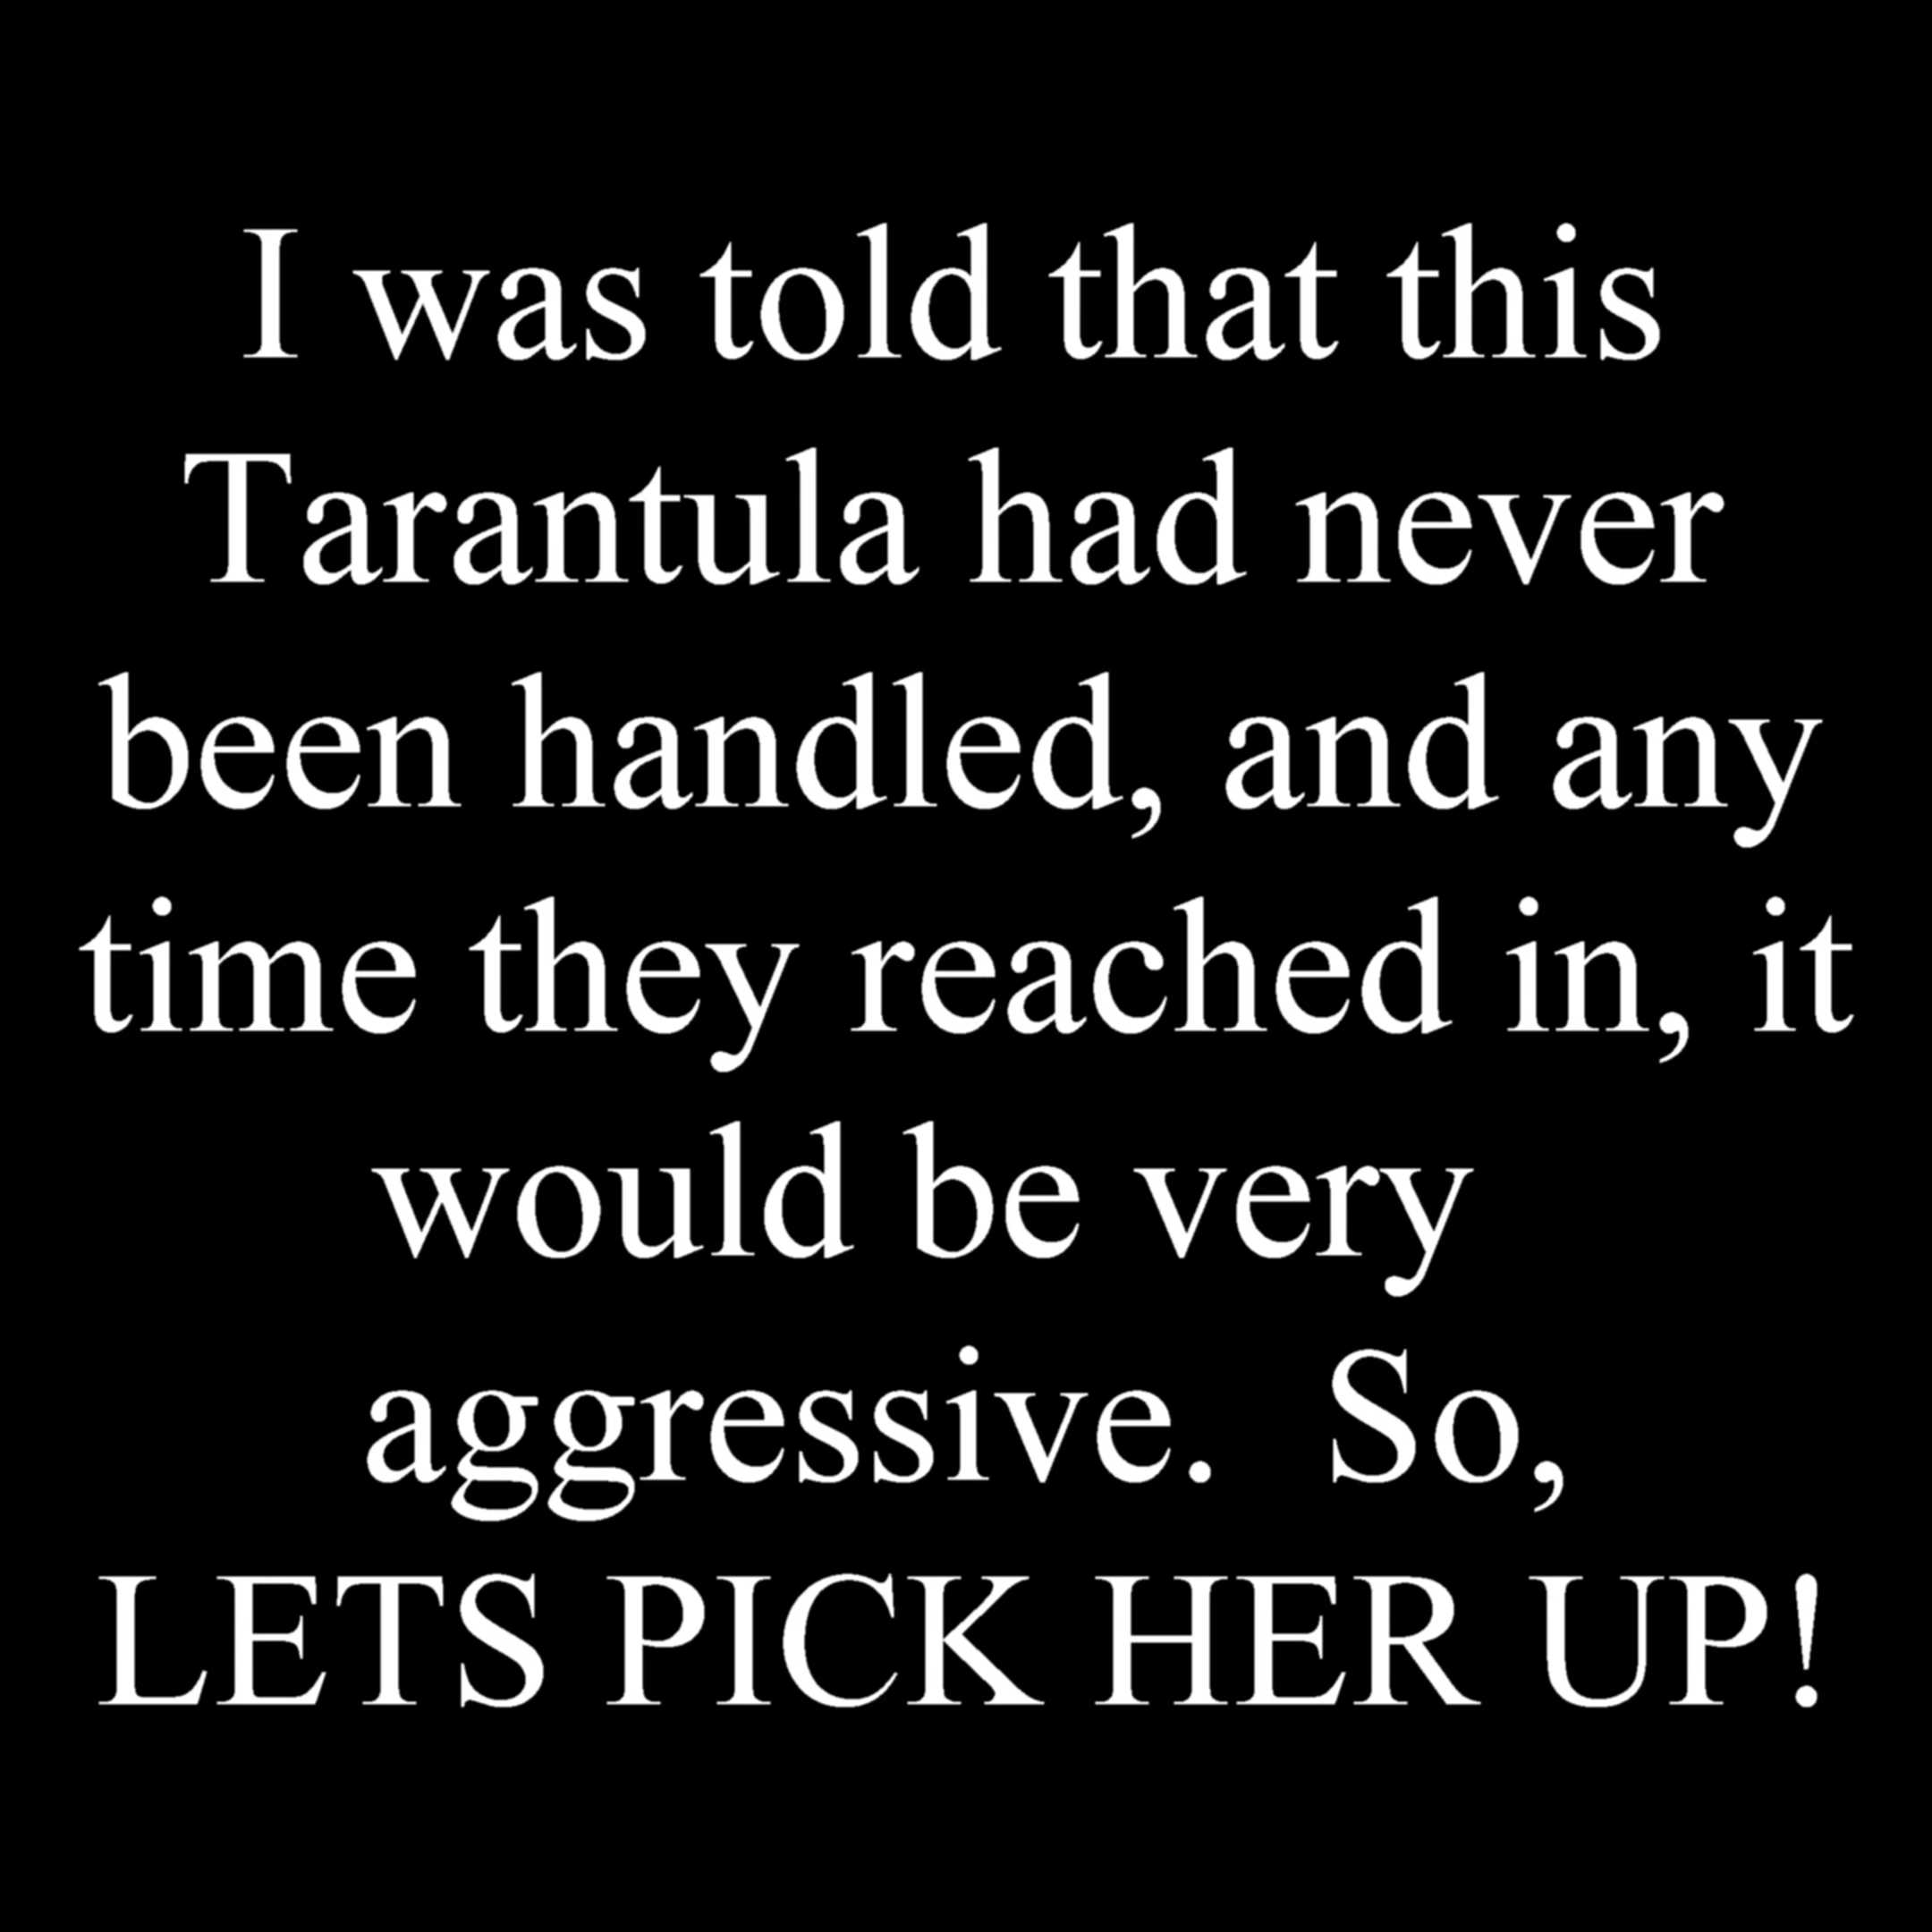 I was told that this
Tarantula had never
been handled, and any
time they reached in, it
would be very
aggressive.  So,
LETS PICK HER UP!